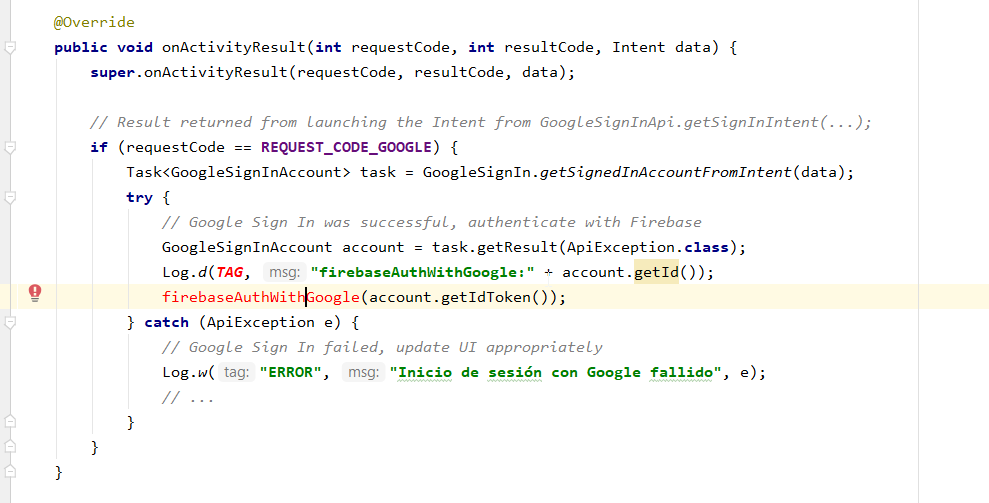 @Override
public void onActivityResult(int requestCode, int resultCode, Intent data) {
super.onActivityResult(requestCode, resultCode, data);
// Result returned from launching the Intent from GoogleSignInApi.getSignInIntent(...);
if (requestCode == REQUEST_CODE_GOOGLE) {
Task<GoogleSignInAccount> task = GoogleSignIn.getSignedInAccountFromIntent(data);
try {
// Google Sign In was successful, authenticate with Firebase
GoogleSignInAccount account = task.getResult(ApiException.class);
Log.d(TAG, msg: "firebaseAuthWithGoogle:" + account.getId());
firebaseAuthWithGoogle(account.getIdToken());
} catch (ApiException e) {
// Google Sign In failed, update UI appropriately
Log.w( tag: "ERROR", msg: "Inicio de sesión con Google fallido", e);
// ...
}
}
}